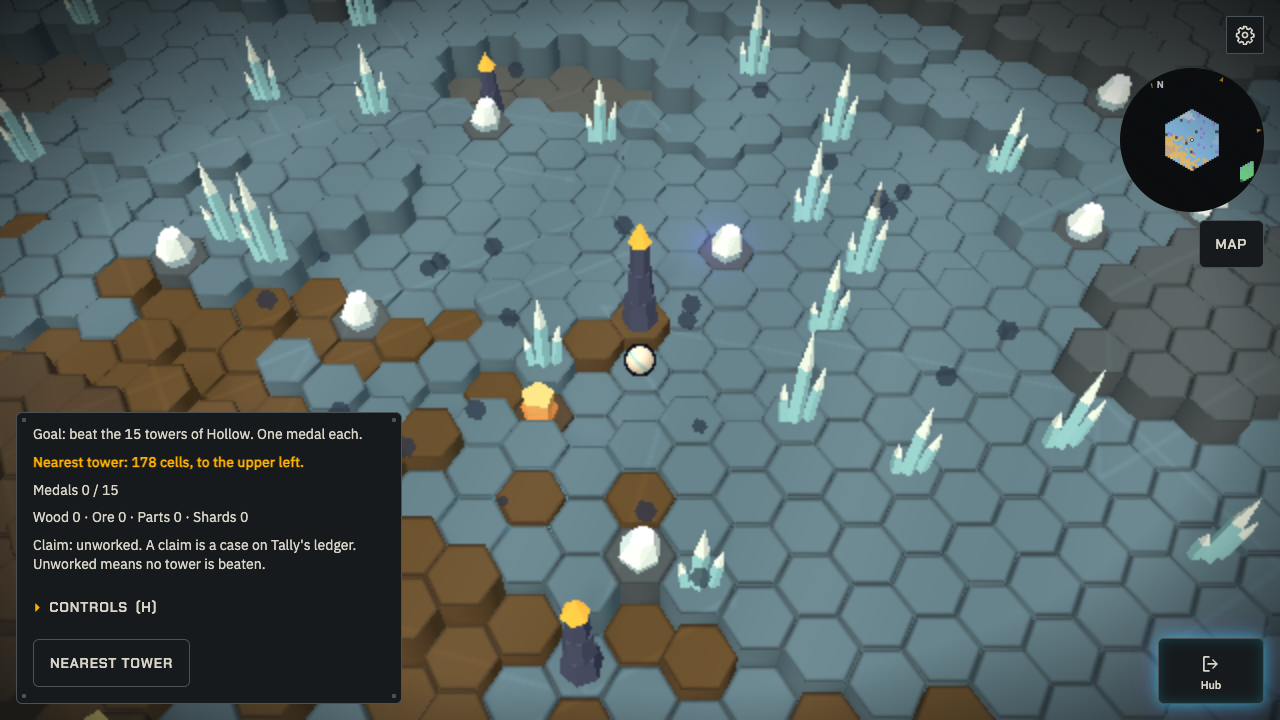 N
MAP
Goal: beat the 15 towers of Hollow. One medal each.
Nearest tower: 178 cells, to the upper left.
Medals 0 / 15
Wood 0 · Ore 0 · Parts 0 · Shards 0
Claim: unworked. A claim is a case on Tally's ledger.
Unworked means no tower is beaten.
CONTROLS (H)
NEAREST TOWER
Hub